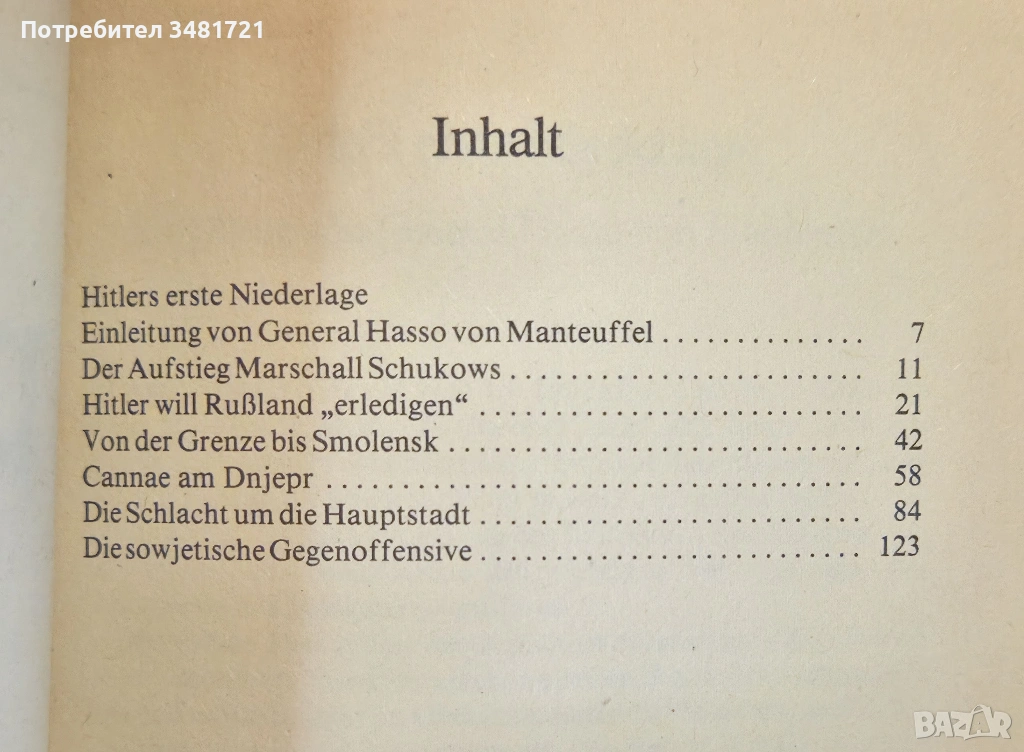 Потребител 3481721
Inhalt
Hitlers erste Niederlage
Einleitung von General Hasso von Manteuffel .............. 7
Der Aufstieg Marschall Schukows ........................ 11
Hitler will Rußland „erledigen“ .......................... 21
Von der Grenze bis Smolensk ............................ 42
Cannae am Dnjepr .................................... 58
Die Schlacht um die Hauptstadt .......................... 84
Die sowjetische Gegenoffensive .......................... 123
BAZAR